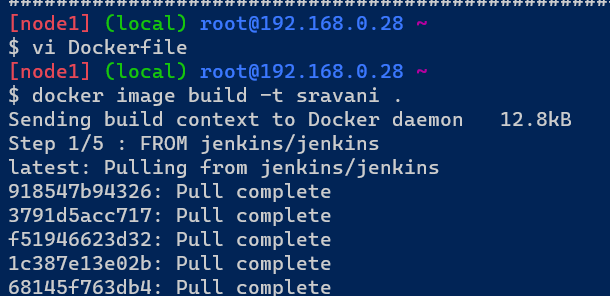 [node1] (local) root@192.168.0.28 ~
$ vi Dockerfile
[node1] (local) root@192.168.0.28 ~
$ docker image build -t sravani .
Sending build context to Docker daemon   12.8kB
Step 1/5 : FROM jenkins/jenkins
latest: Pulling from jenkins/jenkins
918547b94326: Pull complete
3791d5acc717: Pull complete
f51946623d32: Pull complete
1c387e13e02b: Pull complete
68145f763db4: Pull complete